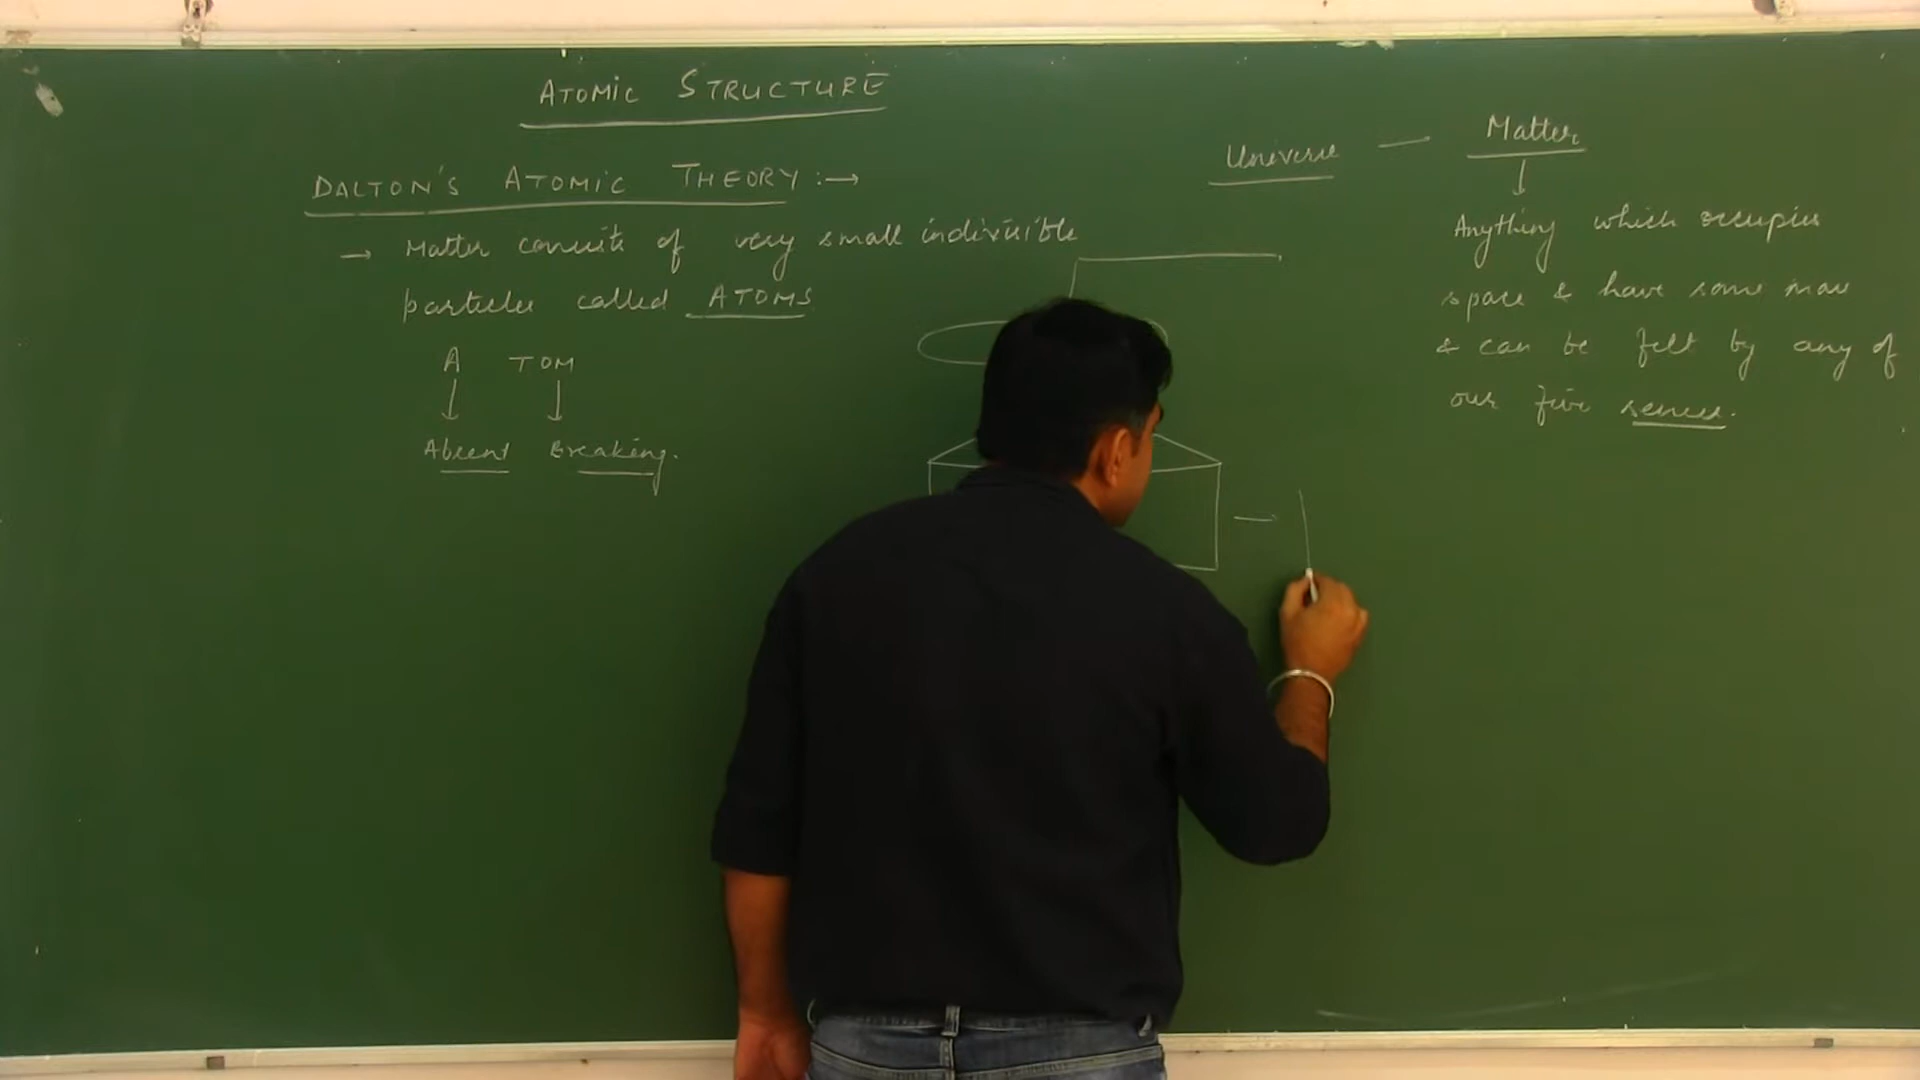 ATOMIC STRUCTURE
DALTON'S ATOMIC THEORY :→
→ Matter consists of very small indivisible
particles called ATOMS
A TOM
Absent Breaking.
Universe — Matter
Anything which occupies
space & have some mass
& can be felt by any of
our five senses.